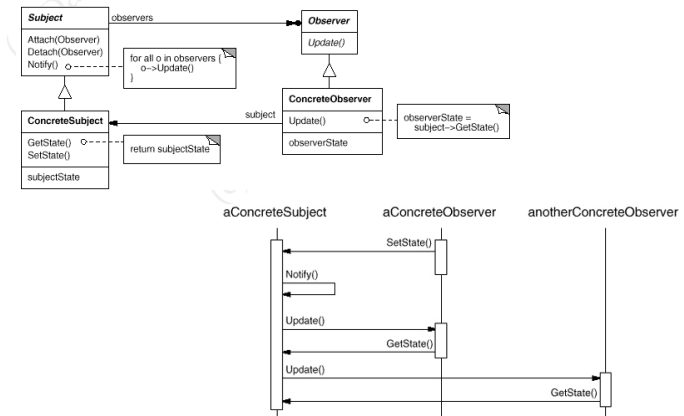 Subject
observers
Observer
Attach(Observer)
Detach(Observer)
Notify()
for all o in observers {
o->Update()
}
Update()
ConcreteSubject
GetState()
SetState()
subjectState
return subjectState
subject
ConcreteObserver
Update()
observerState
observerState =
subject->GetState()
aConcreteSubject
aConcreteObserver
anotherConcreteObserver
SetState()
Notify()
Update()
GetState()
Update()
GetState()